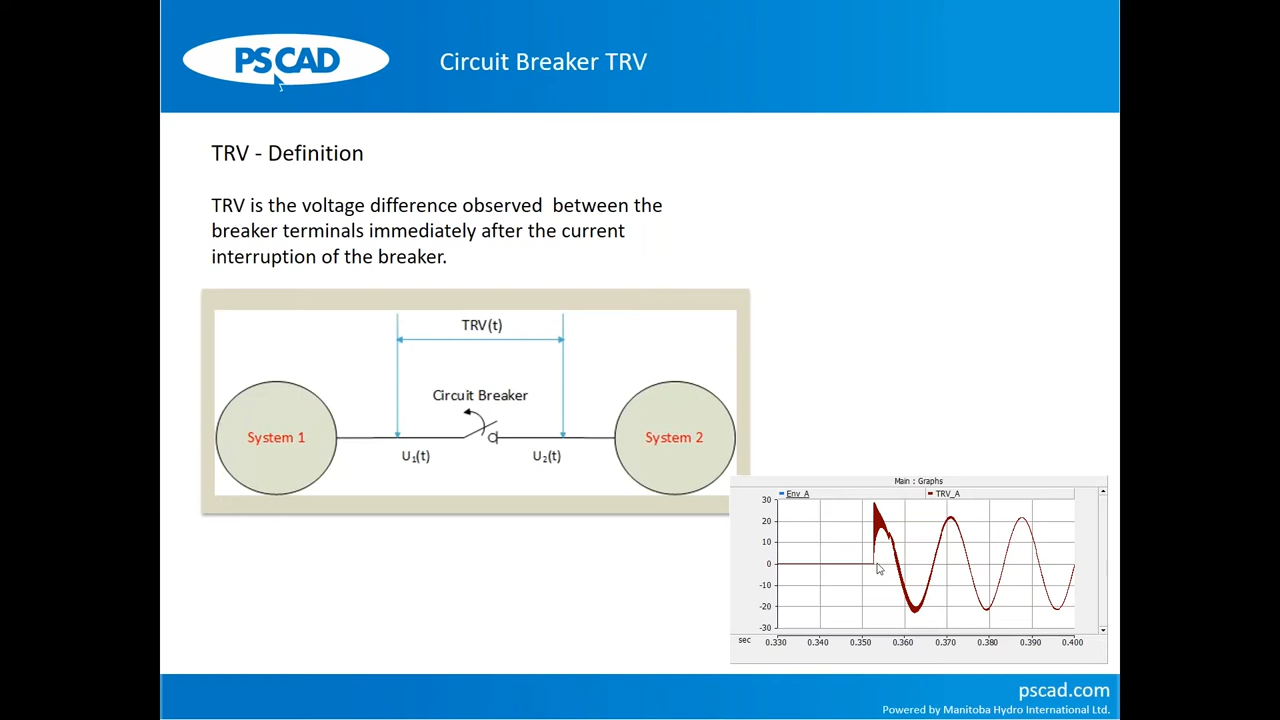 PSCAD
Circuit Breaker TRV
TRV - Definition
TRV is the voltage difference observed between the
breaker terminals immediately after the current
interruption of the breaker.
TRV(t)
Circuit Breaker
System 1
System 2
U₁(t)
U₂(t)
Main : Graphs
Env_A
TRV_A
30
20
10
0
-10
-20
-30
sec
0.330
0.340
0.350
0.360
0.370
0.380
0.390
0.400
pscad.com
Powered by Manitoba Hydro International Ltd.